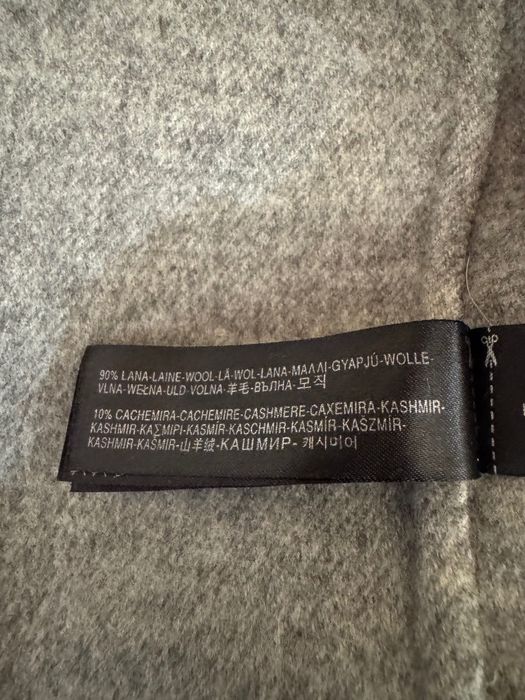 90% LANA-LAINE-WOOL-LÃ-WOL-LANA-ΜΑΛΛΙ-GYAPJÚ-WOLLE-
VLNA-WEŁNA-ULD VOLNA-羊毛-ВЪЛНА-모직
10% CACHEMIRA-CACHEMIRE-CASHMERE-CAXEMIRA-KASHMIR-
KASHMIR-ΚΑΣΜΙΡΙ-KAŠMÍR-KASCHMIR-KASMÍR-KASZMIR-
KASHMIR-KAŠMIR-山羊绒-КАШМИР- 캐시미어